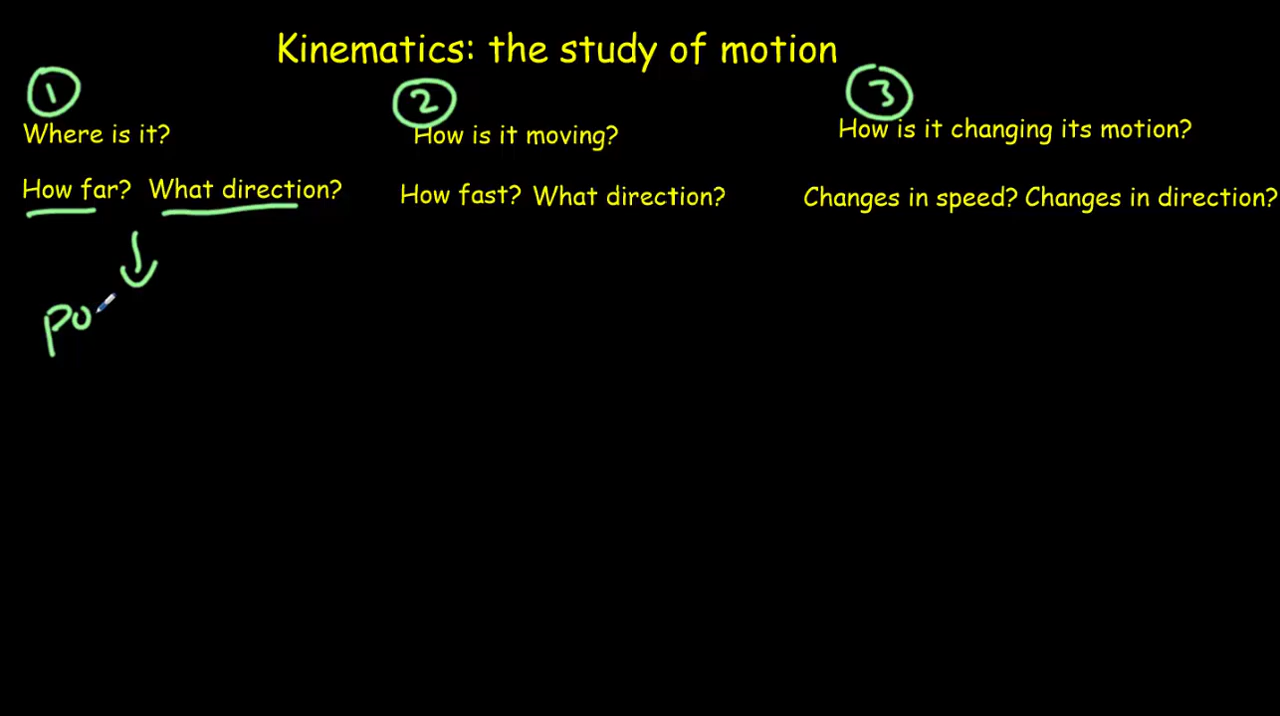 Kinematics: the study of motion
1
Where is it?
How far? What direction?
po
2
How is it moving?
How fast? What direction?
3
How is it changing its motion?
Changes in speed? Changes in direction?